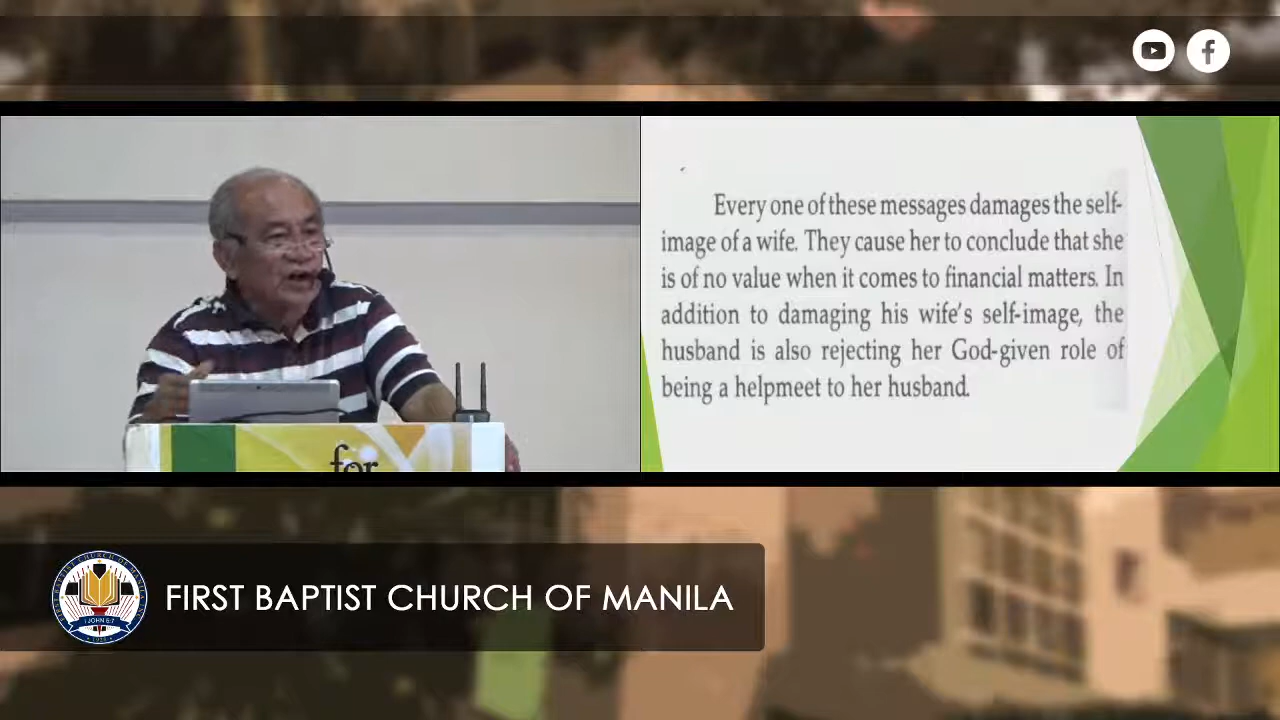 Every one of these messages damages the self-
image of a wife. They cause her to conclude that she
is of no value when it comes to financial matters. In
addition to damaging his wife's self-image, the
husband is also rejecting her God-given role of
being a helpmeet to her husband.
for
I JOHN 5:7
FIRST BAPTIST CHURCH OF MANILA